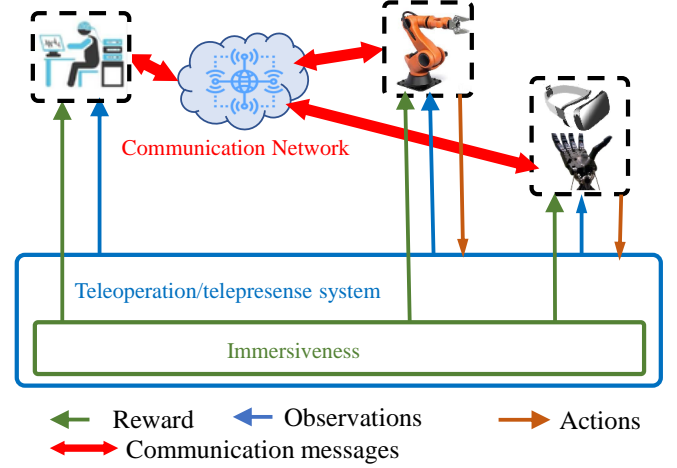 Communication Network
Teleoperation/telepresense system
Immersiveness
Reward
Observations
Actions
Communication messages